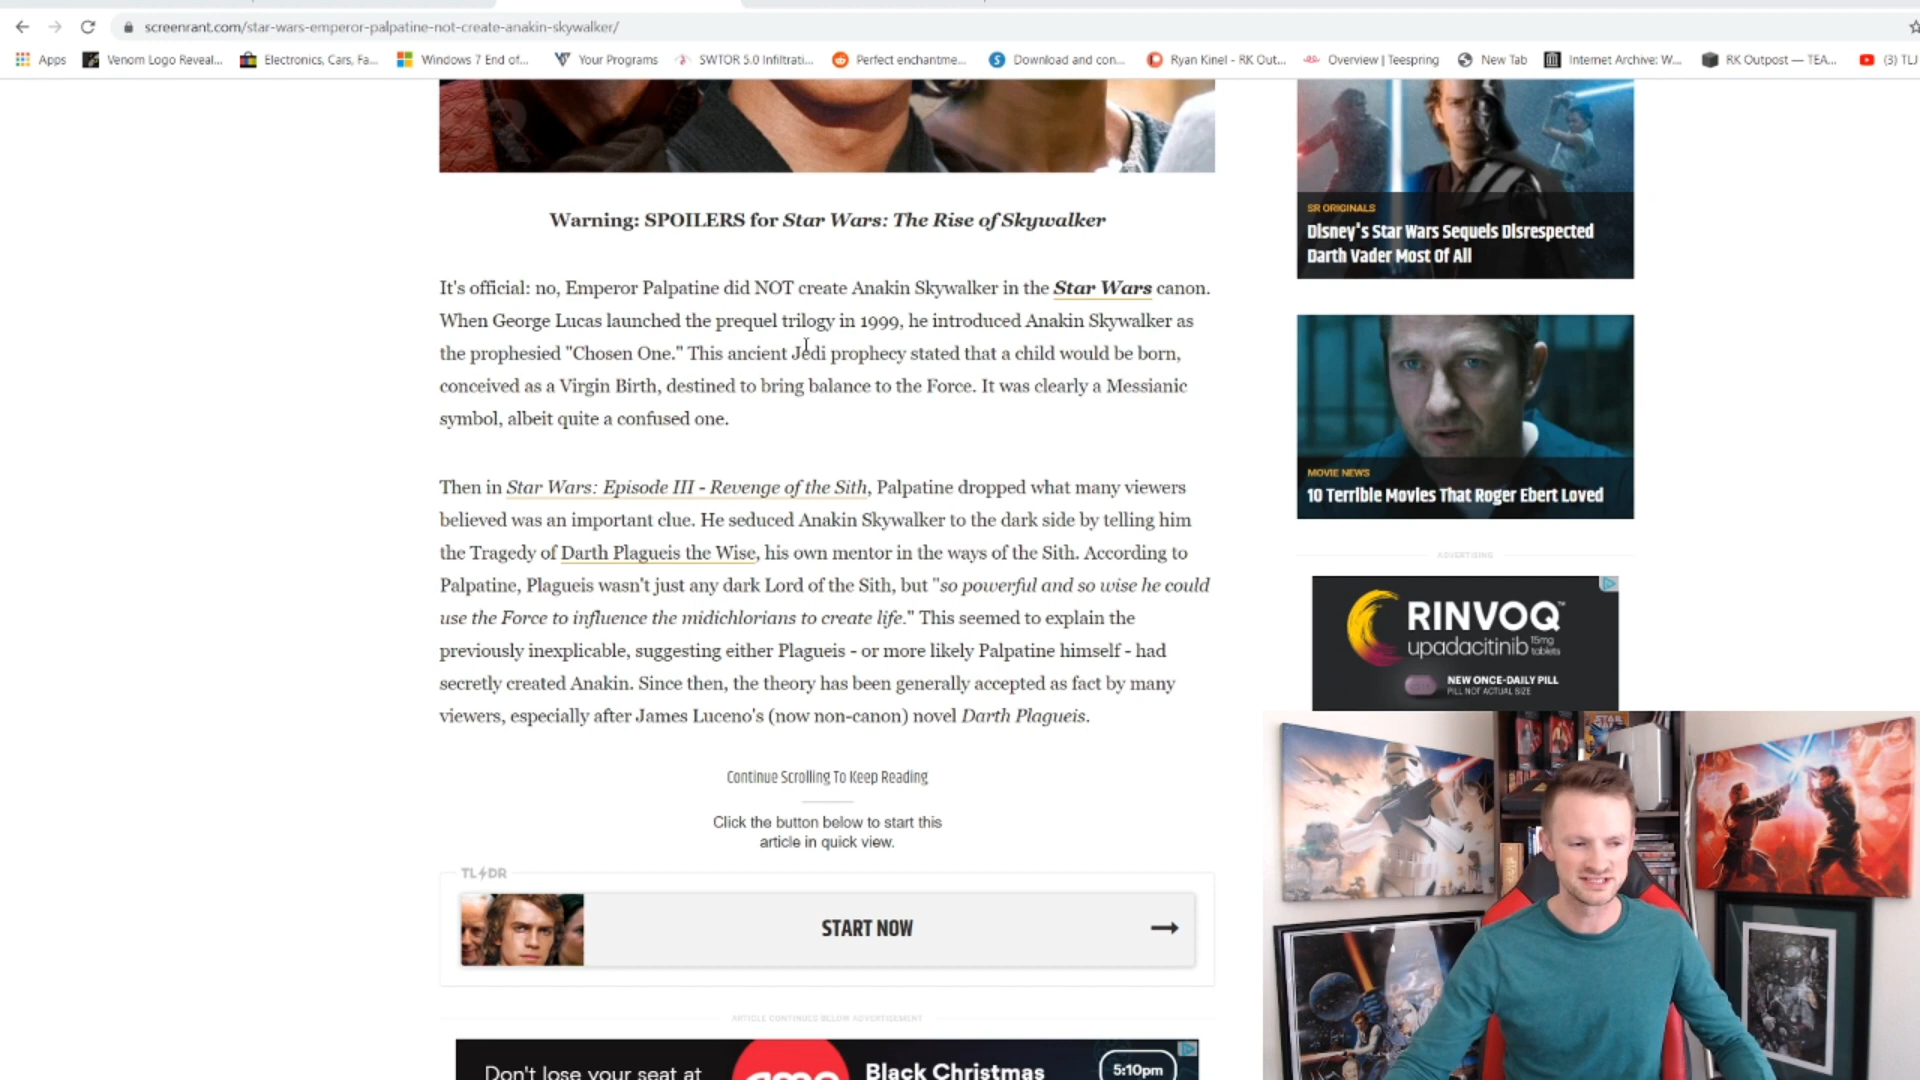 screenrant.com/star-wars-emperor-palpatine-not-create-anakin-skywalker/
Apps
Venom Logo Reveal...
Electronics, Cars, Fa...
Windows 7 End of...
Your Programs
SWTOR 5.0 Infiltrati...
Perfect enchantme...
Download and con...
Ryan Kinel - RK Out...
Overview | Teespring
New Tab
Internet Archive: W...
RK Outpost — TEA...
(3) TLJ
Warning: SPOILERS for Star Wars: The Rise of Skywalker
It's official: no, Emperor Palpatine did NOT create Anakin Skywalker in the Star Wars canon.
When George Lucas launched the prequel trilogy in 1999, he introduced Anakin Skywalker as
the prophesied "Chosen One." This ancient Jedi prophecy stated that a child would be born,
conceived as a Virgin Birth, destined to bring balance to the Force. It was clearly a Messianic
symbol, albeit quite a confused one.
Then in Star Wars: Episode III - Revenge of the Sith, Palpatine dropped what many viewers
believed was an important clue. He seduced Anakin Skywalker to the dark side by telling him
the Tragedy of Darth Plagueis the Wise, his own mentor in the ways of the Sith. According to
Palpatine, Plagueis wasn't just any dark Lord of the Sith, but "so powerful and so wise he could
use the Force to influence the midichlorians to create life." This seemed to explain the
previously inexplicable, suggesting either Plagueis - or more likely Palpatine himself - had
secretly created Anakin. Since then, the theory has been generally accepted as fact by many
viewers, especially after James Luceno's (now non-canon) novel Darth Plagueis.
Continue Scrolling To Keep Reading
Click the button below to start this
article in quick view.
TL DR
START NOW
ARTICLE CONTINUES BELOW ADVERTISEMENT
Don't lose your seat at
amc
Black Christmas
5:10pm
SR ORIGINALS
Disney's Star Wars Sequels Disrespected
Darth Vader Most Of All
MOVIE NEWS
10 Terrible Movies That Roger Ebert Loved
ADVERTISING
RINVOQ™
upadacitinib 15mg
tablets
NEW ONCE-DAILY PILL
PILL NOT ACTUAL SIZE